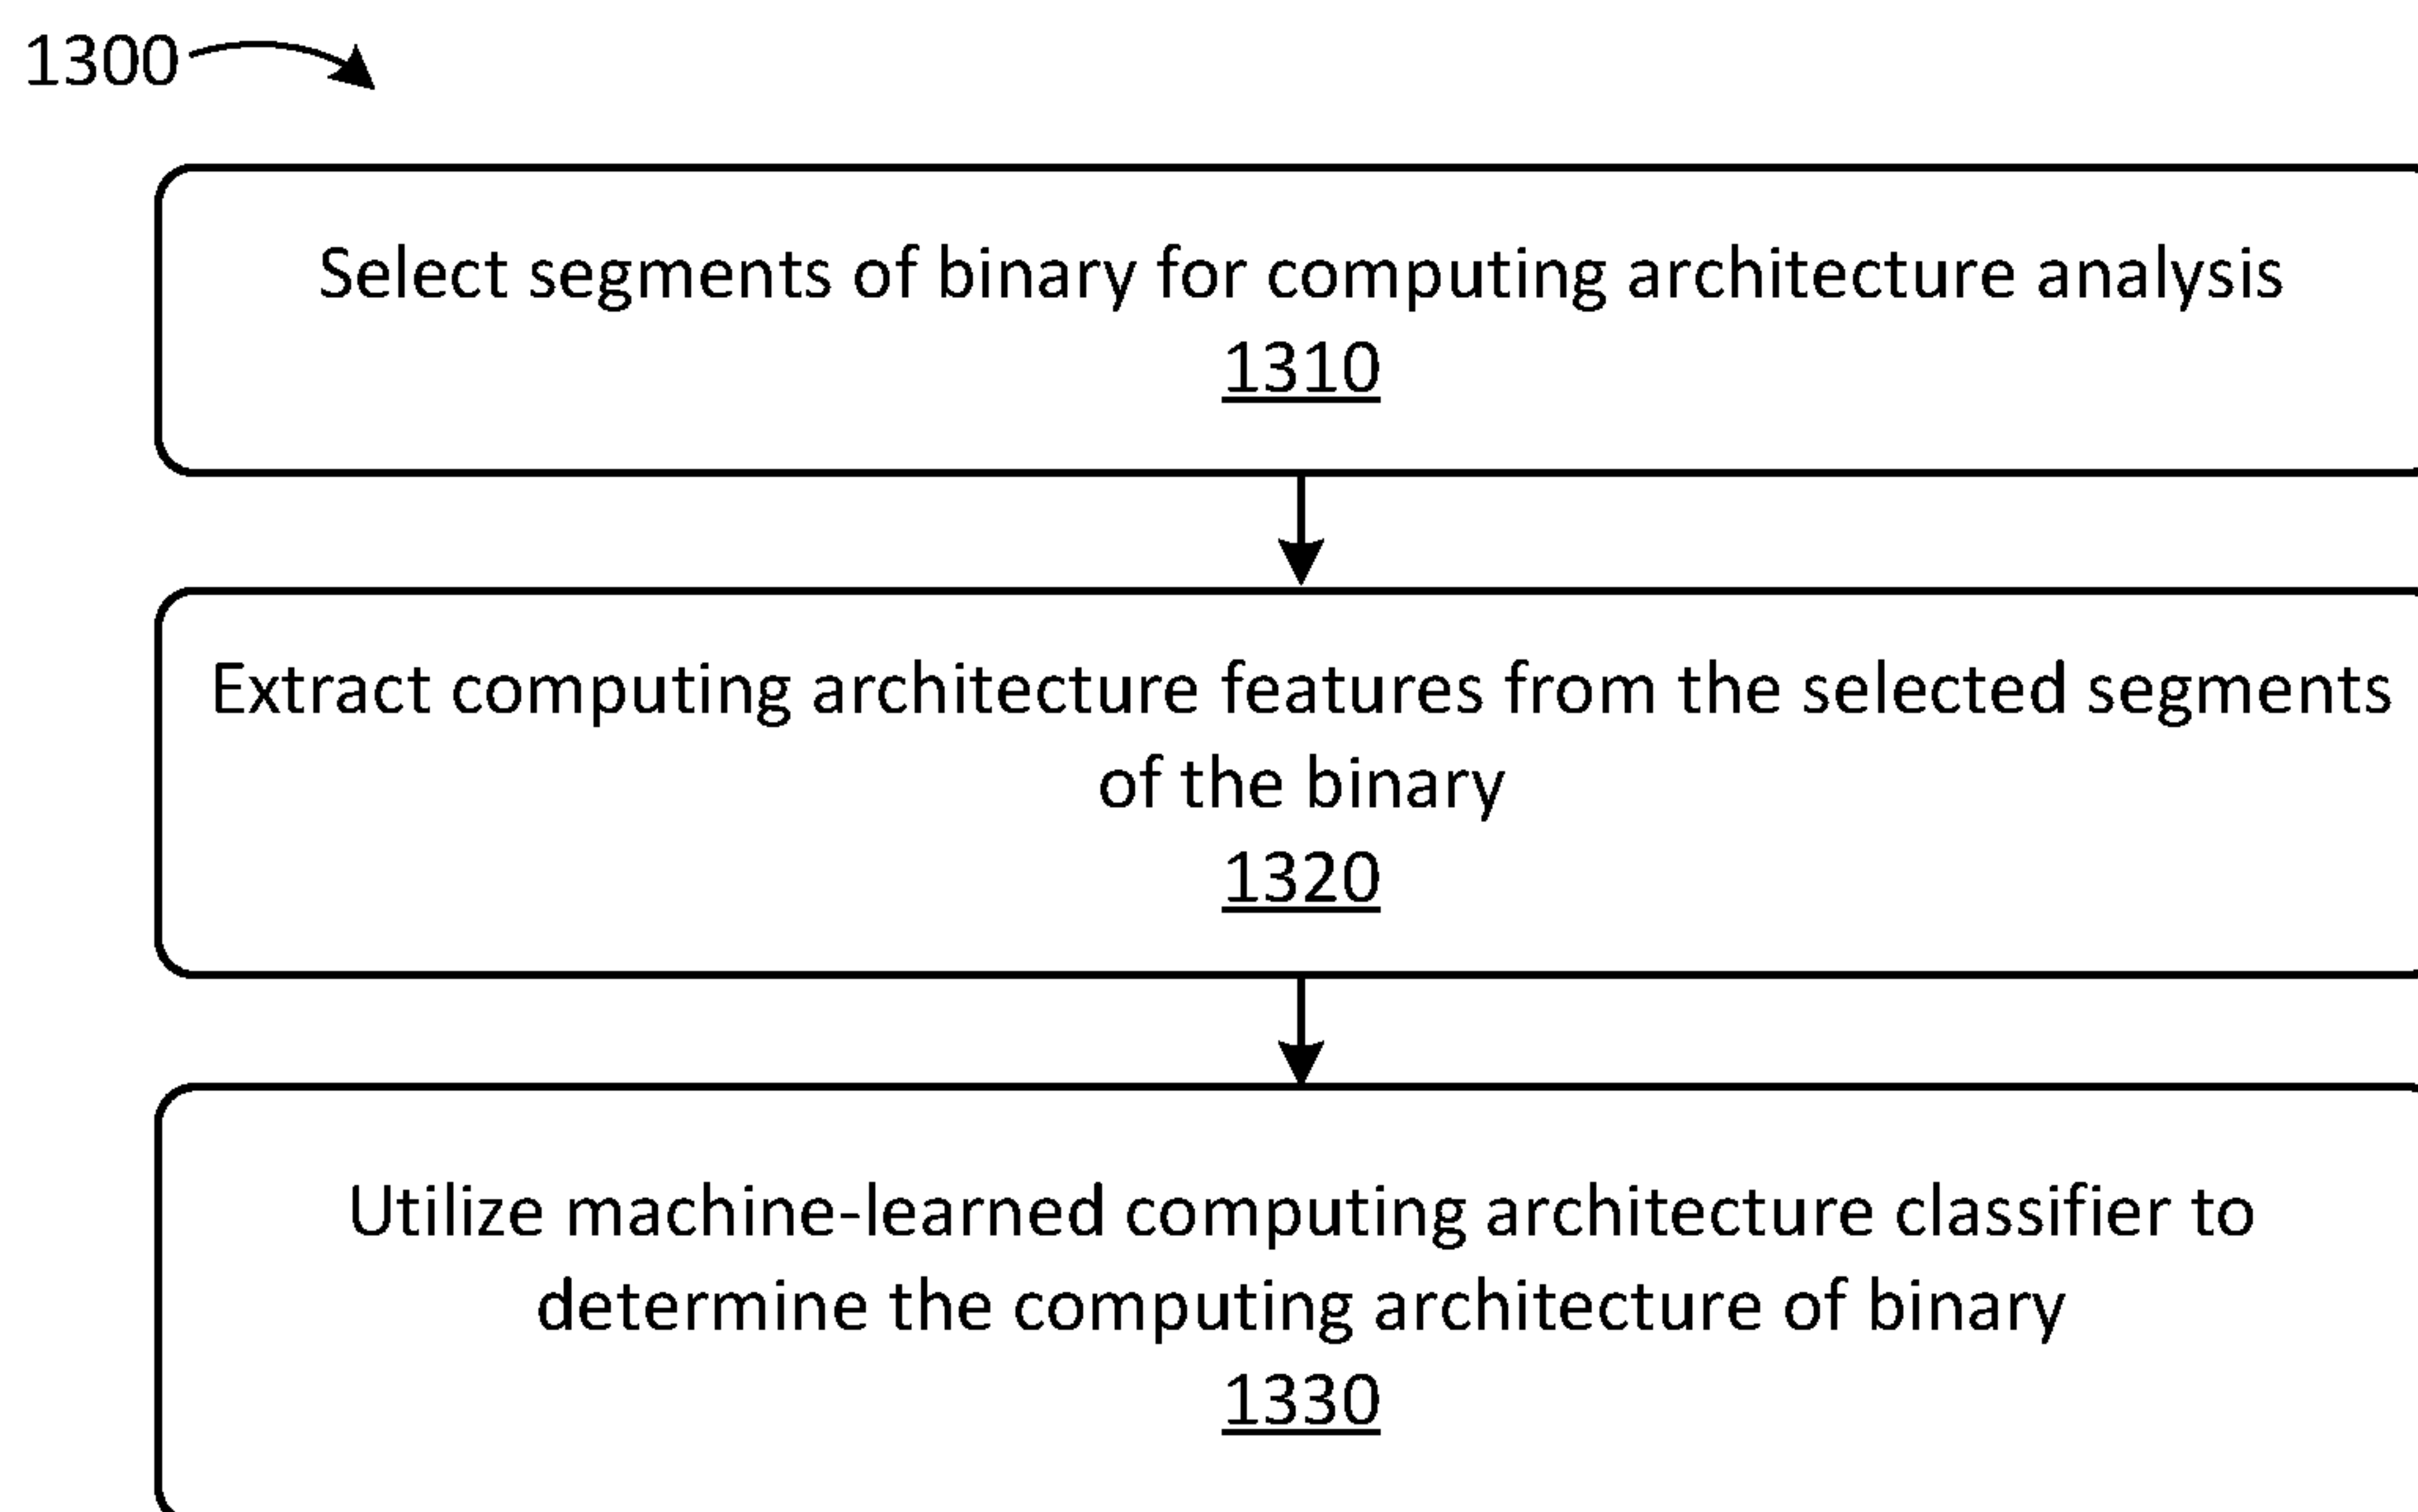 1300
Select segments of binary for computing architecture analysis
1310
Extract computing architecture features from the selected segments
of the binary
1320
Utilize machine-learned computing architecture classifier to
determine the computing architecture of binary
1330